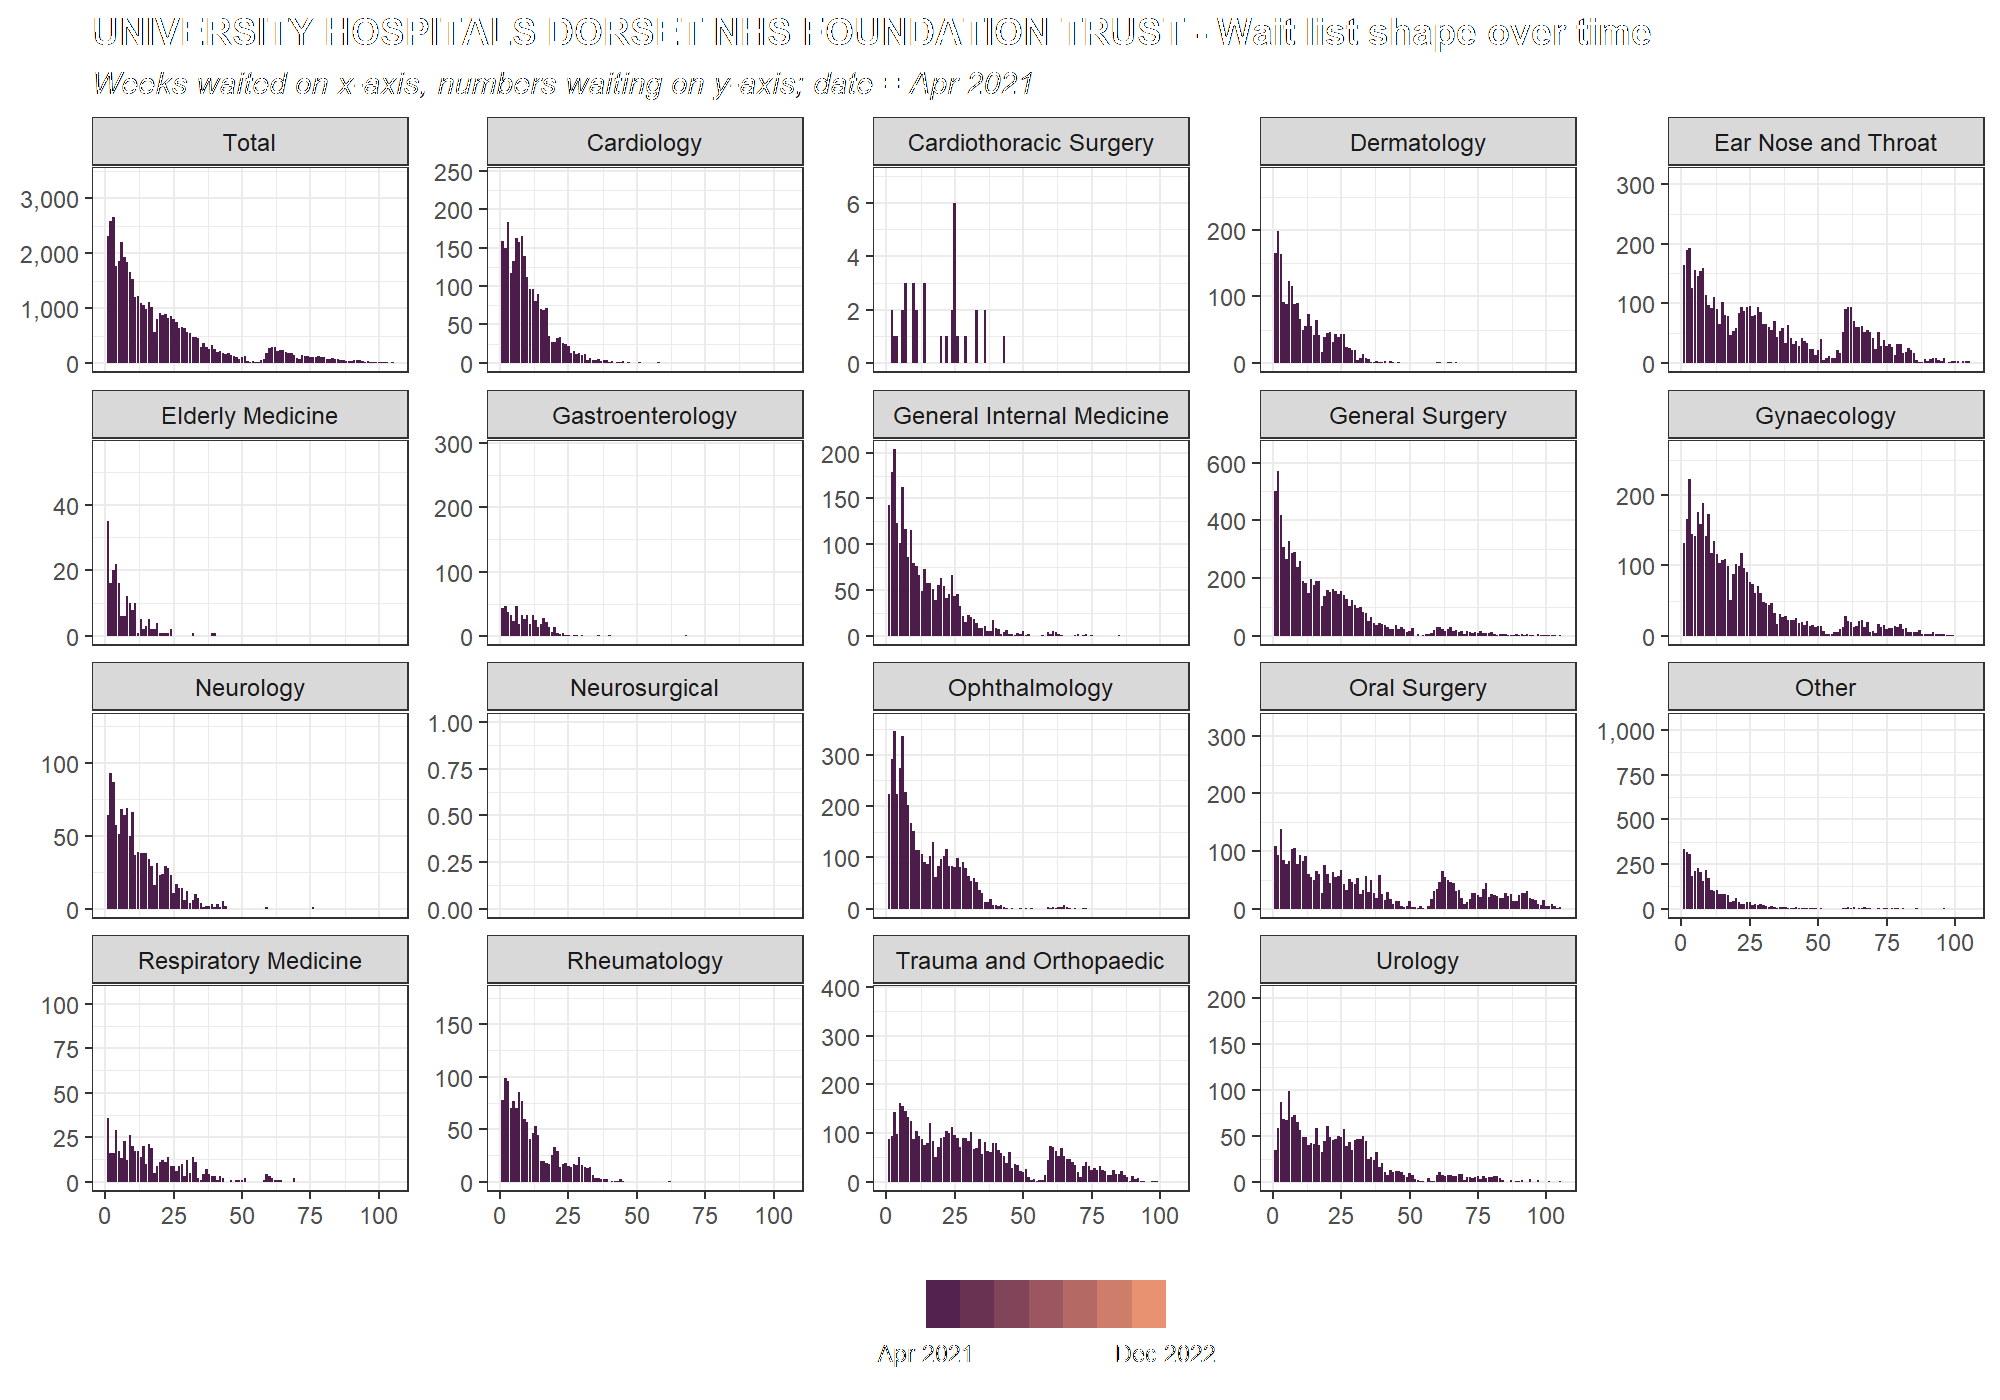 UNIVERSITY HOSPITALS DORSET NHS FOUNDATION TRUST - Wait list shape over time
Weeks waited on x-axis, numbers waiting on y-axis; date = Apr 2021
Total
Cardiology
Cardiothoracic Surgery
Dermatology
Ear Nose and Throat
3,000
2,000
1,000
0
250
200
150
100
50
0
6
4
2
0
200
100
0
300
200
100
0
Elderly Medicine
Gastroenterology
General Internal Medicine
General Surgery
Gynaecology
40
20
0
300
200
100
0
200
150
100
50
0
600
400
200
0
200
100
0
Neurology
Neurosurgical
Ophthalmology
Oral Surgery
Other
100
50
0
1.00
0.75
0.50
0.25
0.00
300
200
100
0
300
200
100
0
1,000
750
500
250
0
0 25 50 75 100
Respiratory Medicine
Rheumatology
Trauma and Orthopaedic
Urology
100
75
50
25
0
150
100
50
0
400
300
200
100
0
200
150
100
50
0
0 25 50 75 100
0 25 50 75 100
0 25 50 75 100
0 25 50 75 100
Apr 2021
Dec 2022